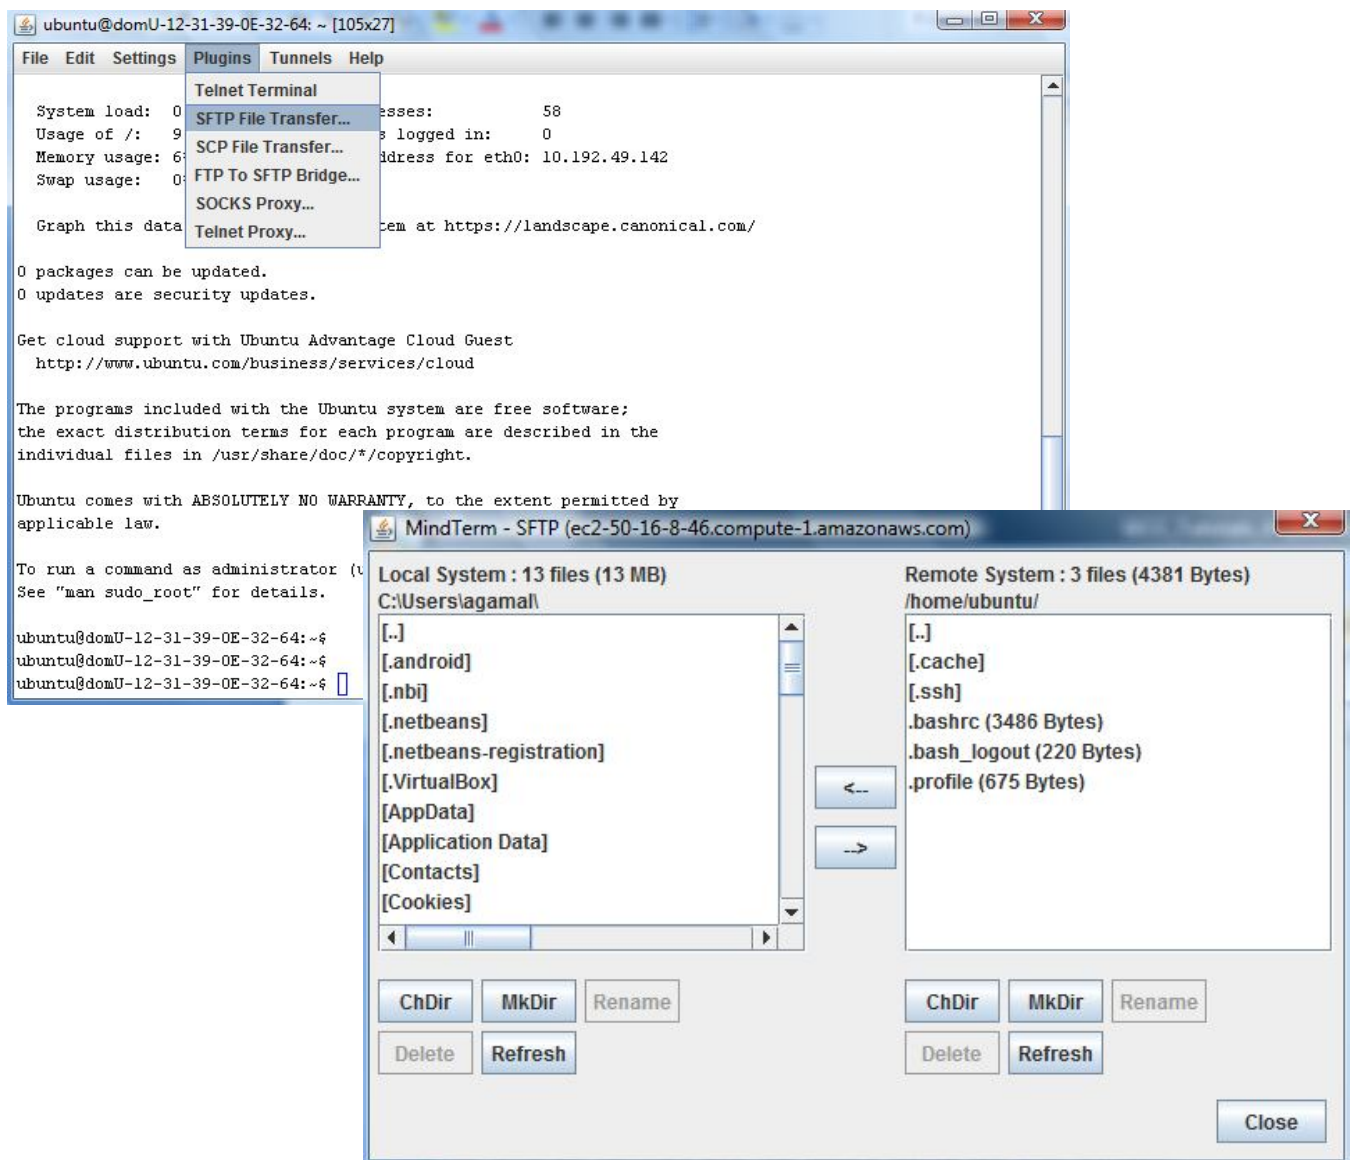 ubuntu@domU-12-31-39-0E-32-64: ~ [105x27]
File Edit Settings Plugins Tunnels Help
Telnet Terminal
SFTP File Transfer...
SCP File Transfer...
FTP To SFTP Bridge...
SOCKS Proxy...
Telnet Proxy...
System load: 0 esses: 58
Usage of /: 9 s logged in: 0
Memory usage: 6% ddress for eth0: 10.192.49.142
Swap usage: 0%
Graph this data tem at https://landscape.canonical.com/
0 packages can be updated.
0 updates are security updates.
Get cloud support with Ubuntu Advantage Cloud Guest
http://www.ubuntu.com/business/services/cloud
The programs included with the Ubuntu system are free software;
the exact distribution terms for each program are described in the
individual files in /usr/share/doc/*/copyright.
Ubuntu comes with ABSOLUTELY NO WARRANTY, to the extent permitted by
applicable law.
To run a command as administrator (u
See "man sudo_root" for details.
ubuntu@domU-12-31-39-0E-32-64:~$
ubuntu@domU-12-31-39-0E-32-64:~$
ubuntu@domU-12-31-39-0E-32-64:~$
MindTerm - SFTP (ec2-50-16-8-46.compute-1.amazonaws.com)
Local System : 13 files (13 MB)
C:\Users\agamal\
[..]
[.android]
[.nbi]
[.netbeans]
[.netbeans-registration]
[.VirtualBox]
[AppData]
[Application Data]
[Contacts]
[Cookies]
ChDir MkDir Rename
Delete Refresh
<--
-->
Remote System : 3 files (4381 Bytes)
/home/ubuntu/
[..]
[.cache]
[.ssh]
.bashrc (3486 Bytes)
.bash_logout (220 Bytes)
.profile (675 Bytes)
ChDir MkDir Rename
Delete Refresh
Close